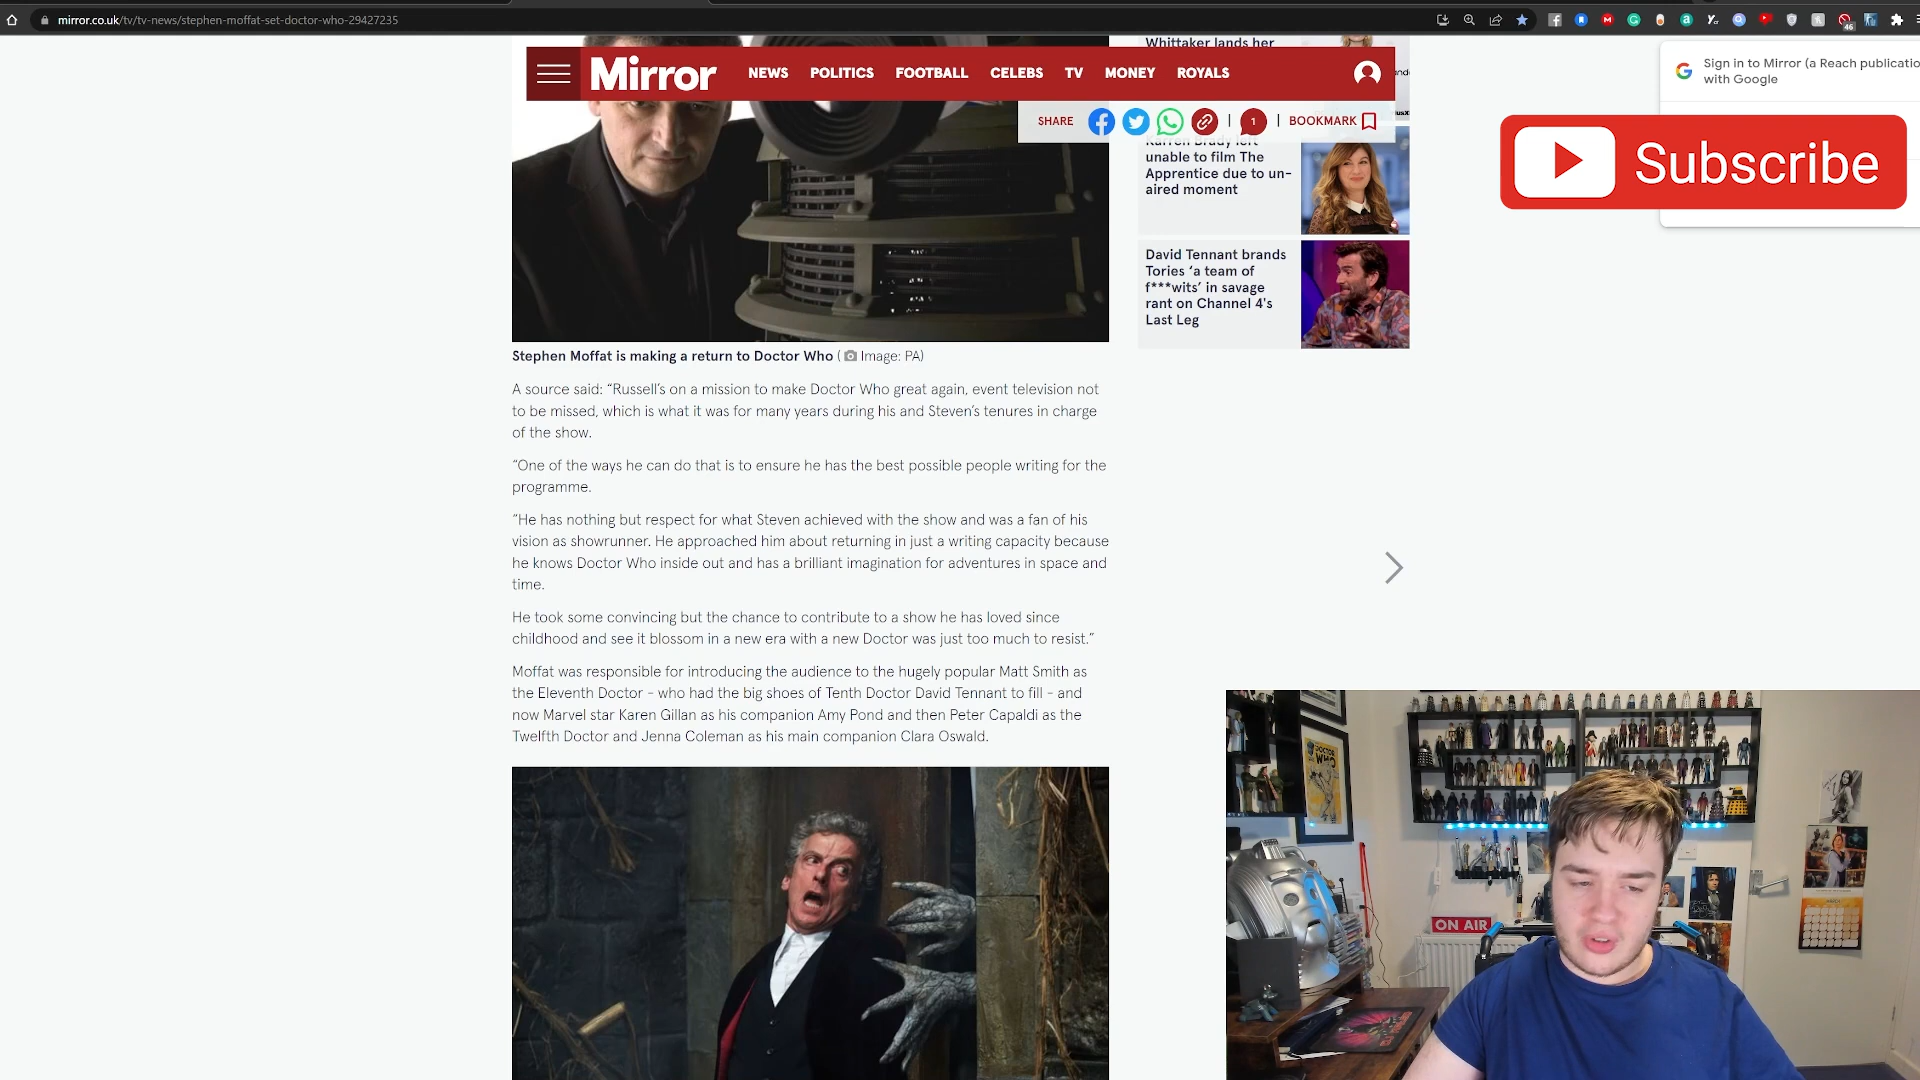 mirror.co.uk/tv/tv-news/stephen-moffat-set-doctor-who-29427235
Mirror
NEWS
POLITICS
FOOTBALL
CELEBS
TV
MONEY
ROYALS
SHARE
1
BOOKMARK
Whittaker lands her
Karren Brady left
unable to film The
Apprentice due to un-
aired moment
David Tennant brands
Tories ‘a team of
f***wits’ in savage
rant on Channel 4's
Last Leg
Sign in to Mirror (a Reach publicatio
with Google
Subscribe
Stephen Moffat is making a return to Doctor Who ( Image: PA)
A source said: “Russell’s on a mission to make Doctor Who great again, event television not
to be missed, which is what it was for many years during his and Steven’s tenures in charge
of the show.
“One of the ways he can do that is to ensure he has the best possible people writing for the
programme.
“He has nothing but respect for what Steven achieved with the show and was a fan of his
vision as showrunner. He approached him about returning in just a writing capacity because
he knows Doctor Who inside out and has a brilliant imagination for adventures in space and
time.
He took some convincing but the chance to contribute to a show he has loved since
childhood and see it blossom in a new era with a new Doctor was just too much to resist.”
Moffat was responsible for introducing the audience to the hugely popular Matt Smith as
the Eleventh Doctor - who had the big shoes of Tenth Doctor David Tennant to fill - and
now Marvel star Karen Gillan as his companion Amy Pond and then Peter Capaldi as the
Twelfth Doctor and Jenna Coleman as his main companion Clara Oswald.
DOCTOR
WHO
ON AIR